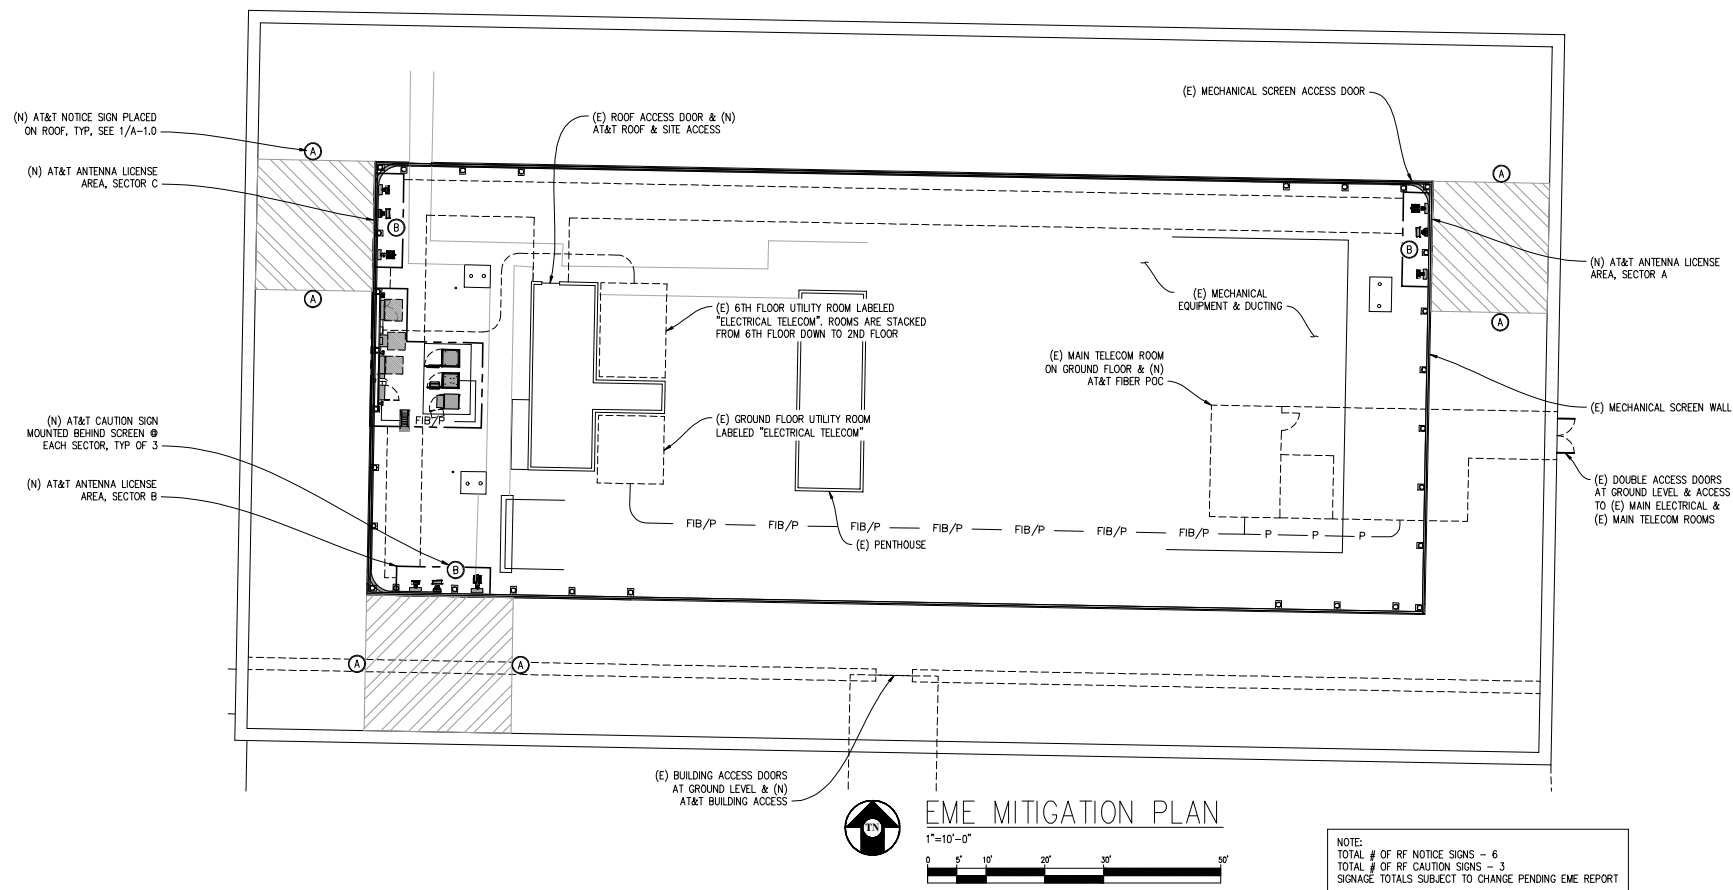 (E) MECHANICAL SCREEN ACCESS DOOR
(N) AT&T NOTICE SIGN PLACED
ON ROOF, TYP, SEE 1/A-1.0
(E) ROOF ACCESS DOOR & (N)
AT&T ROOF & SITE ACCESS
A
A
(N) AT&T ANTENNA LICENSE
AREA, SECTOR C
B
B
(N) AT&T ANTENNA LICENSE
AREA, SECTOR A
A
A
(E) MECHANICAL
EQUIPMENT & DUCTING
(E) 6TH FLOOR UTILITY ROOM LABELED
"ELECTRICAL TELECOM". ROOMS ARE STACKED
FROM 6TH FLOOR DOWN TO 2ND FLOOR
(E) MAIN TELECOM ROOM
ON GROUND FLOOR & (N)
AT&T FIBER POC
(E) MECHANICAL SCREEN WALL
(N) AT&T CAUTION SIGN
MOUNTED BEHIND SCREEN @
EACH SECTOR, TYP OF 3
FIB/P
(E) GROUND FLOOR UTILITY ROOM
LABELED "ELECTRICAL TELECOM"
(N) AT&T ANTENNA LICENSE
AREA, SECTOR B
(E) DOUBLE ACCESS DOORS
AT GROUND LEVEL & ACCESS
TO (E) MAIN ELECTRICAL &
(E) MAIN TELECOM ROOMS
FIB/P FIB/P FIB/P FIB/P FIB/P FIB/P FIB/P P P P
(E) PENTHOUSE
B
A
A
(E) BUILDING ACCESS DOORS
AT GROUND LEVEL & (N)
AT&T BUILDING ACCESS
TN
EME MITIGATION PLAN
1"=10'-0"
0 5' 10' 20' 30' 50'
NOTE:
TOTAL # OF RF NOTICE SIGNS - 6
TOTAL # OF RF CAUTION SIGNS - 3
SIGNAGE TOTALS SUBJECT TO CHANGE PENDING EME REPORT